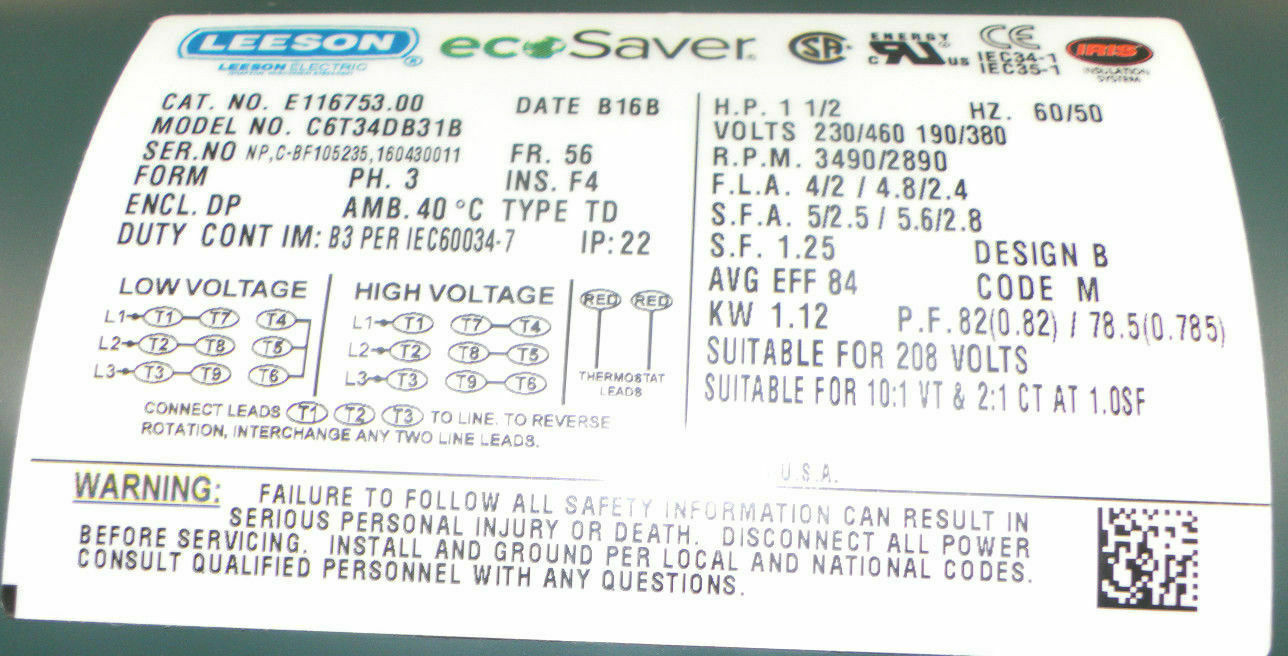 LEESON® ecoSaver. CSA ENERGY c UR us CE IEC34-1 IEC35-1 IRIS INSULATION SYSTEM
LEESON ELECTRIC
CAT. NO. E116753.00 DATE B16B
MODEL NO. C6T34DB31B
SER.NO NP,C-BF105235,160430011 FR. 56
FORM PH. 3 INS. F4
ENCL. DP AMB. 40 °C TYPE TD
DUTY CONT IM: B3 PER IEC60034-7 IP: 22
LOW VOLTAGE
L1 T1 T7 T4
L2 T2 T8 T5
L3 T3 T9 T6
HIGH VOLTAGE
L1 T1 T7 T4
L2 T2 T8 T5
L3 T3 T9 T6
RED RED
THERMOSTAT
LEADS
CONNECT LEADS T1 T2 T3 TO LINE. TO REVERSE
ROTATION, INTERCHANGE ANY TWO LINE LEADS.
H.P. 1 1/2 HZ. 60/50
VOLTS 230/460 190/380
R.P.M. 3490/2890
F.L.A. 4/2 / 4.8/2.4
S.F.A. 5/2.5 / 5.6/2.8
S.F. 1.25 DESIGN B
AVG EFF 84 CODE M
KW 1.12 P.F. 82(0.82) / 78.5(0.785)
SUITABLE FOR 208 VOLTS
SUITABLE FOR 10:1 VT & 2:1 CT AT 1.0SF
U.S.A.
WARNING: FAILURE TO FOLLOW ALL SAFETY INFORMATION CAN RESULT IN
SERIOUS PERSONAL INJURY OR DEATH. DISCONNECT ALL POWER
BEFORE SERVICING. INSTALL AND GROUND PER LOCAL AND NATIONAL CODES.
CONSULT QUALIFIED PERSONNEL WITH ANY QUESTIONS.